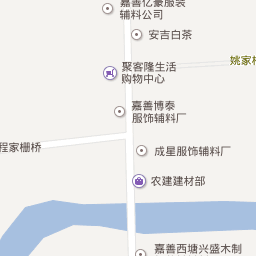 嘉善亿豪服装
辅料公司
安吉白茶
姚家桥
聚客隆生活
购物中心
嘉善博泰
服饰辅料厂
程家栅桥
成星服饰辅料厂
农建建材部
嘉善西塘兴盛木制